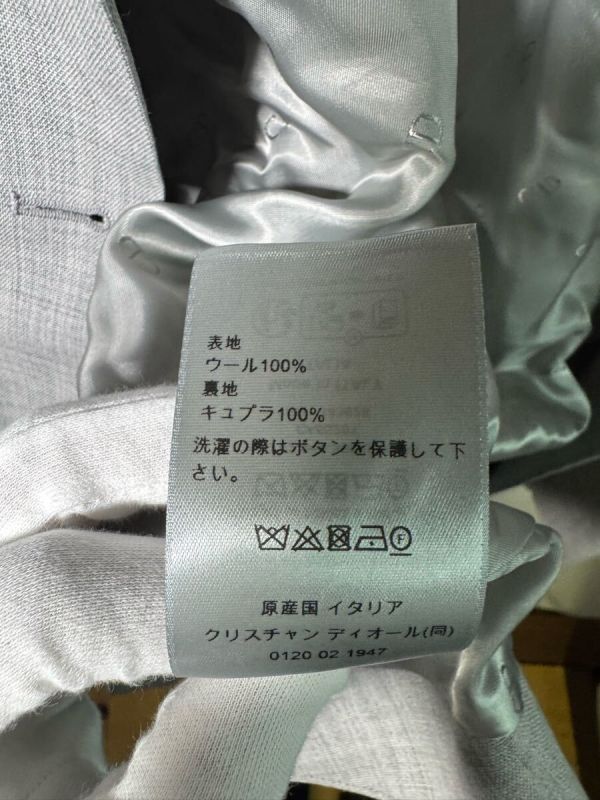 表地
ウール100%
裏地
キュプラ100%
洗濯の際はボタンを保護して下
さい。
F
原産国 イタリア
クリスチャン ディオール(同)
0120 02 1947